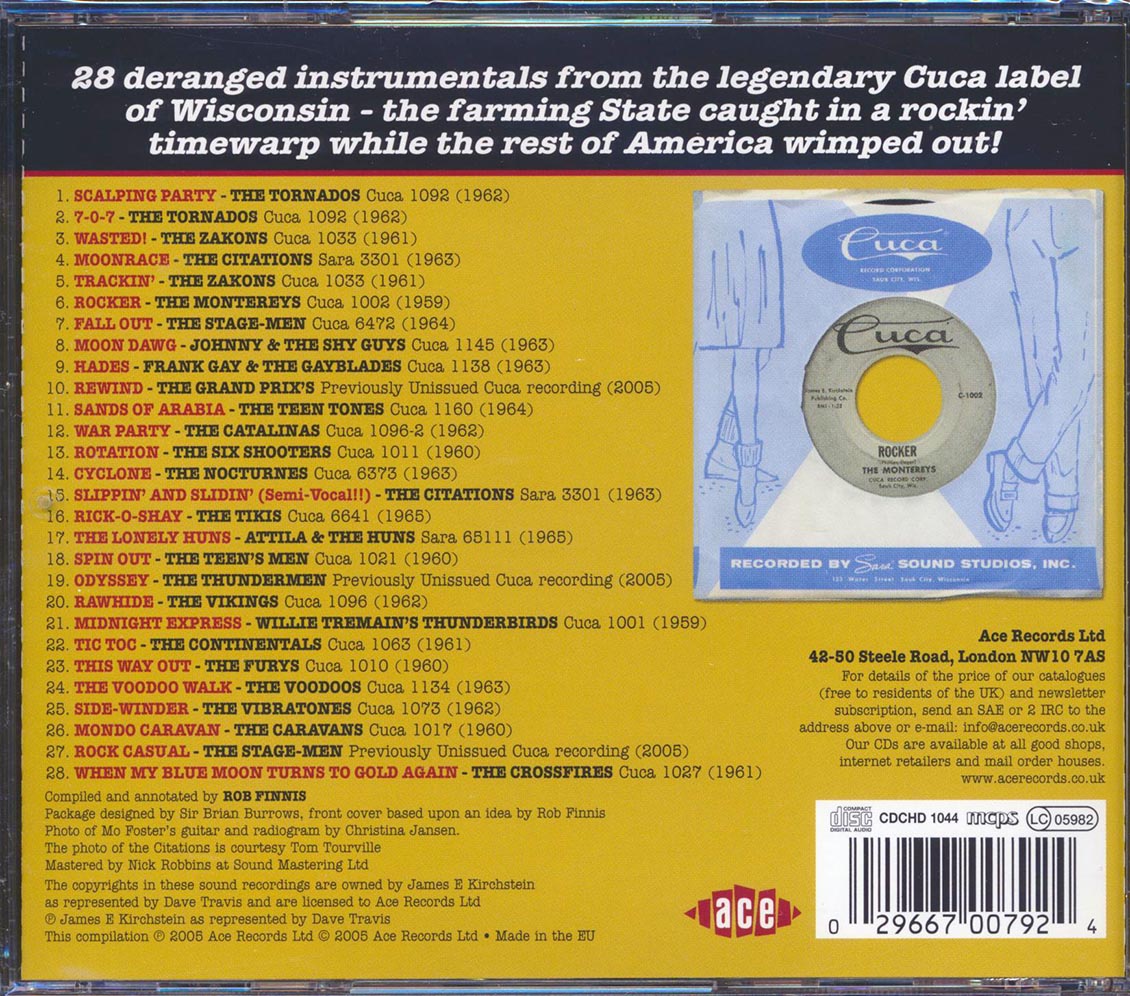 28 deranged instrumentals from the legendary Cuca label
of Wisconsin - the farming State caught in a rockin'
timewarp while the rest of America wimped out!
1. SCALPING PARTY - THE TORNADOS Cuca 1092 (1962)
2. 7-0-7 - THE TORNADOS Cuca 1092 (1962)
3. WASTED! - THE ZAKONS Cuca 1033 (1961)
4. MOONRACE - THE CITATIONS Sara 3301 (1963)
5. TRACKIN' - THE ZAKONS Cuca 1033 (1961)
6. ROCKER - THE MONTEREYS Cuca 1002 (1959)
7. FALL OUT - THE STAGE-MEN Cuca 6472 (1964)
8. MOON DAWG - JOHNNY & THE SHY GUYS Cuca 1145 (1963)
9. HADES - FRANK GAY & THE GAYBLADES Cuca 1138 (1963)
10. REWIND - THE GRAND PRIX'S Previously Unissued Cuca recording (2005)
11. SANDS OF ARABIA - THE TEEN TONES Cuca 1160 (1964)
12. WAR PARTY - THE CATALINAS Cuca 1096-2 (1962)
13. ROTATION - THE SIX SHOOTERS Cuca 1011 (1960)
14. CYCLONE - THE NOCTURNES Cuca 6373 (1963)
15. SLIPPIN' AND SLIDIN' (Semi-Vocal!!) - THE CITATIONS Sara 3301 (1963)
16. RICK-O-SHAY - THE TIKIS Cuca 6641 (1965)
17. THE LONELY HUNS - ATTILA & THE HUNS Sara 65111 (1965)
18. SPIN OUT - THE TEEN'S MEN Cuca 1021 (1960)
19. ODYSSEY - THE THUNDERMEN Previously Unissued Cuca recording (2005)
20. RAWHIDE - THE VIKINGS Cuca 1096 (1962)
21. MIDNIGHT EXPRESS - WILLIE TREMAIN'S THUNDERBIRDS Cuca 1001 (1959)
22. TIC TOC - THE CONTINENTALS Cuca 1063 (1961)
23. THIS WAY OUT - THE FURYS Cuca 1010 (1960)
24. THE VOODOO WALK - THE VOODOOS Cuca 1134 (1963)
25. SIDE-WINDER - THE VIBRATONES Cuca 1073 (1962)
26. MONDO CARAVAN - THE CARAVANS Cuca 1017 (1960)
27. ROCK CASUAL - THE STAGE-MEN Previously Unissued Cuca recording (2005)
28. WHEN MY BLUE MOON TURNS TO GOLD AGAIN - THE CROSSFIRES Cuca 1027 (1961)
Compiled and annotated by ROB FINNIS
Package designed by Sir Brian Burrows, front cover based upon an idea by Rob Finnis
Photo of Mo Foster's guitar and radiogram by Christina Jansen.
The photo of the Citations is courtesy Tom Tourville
Mastered by Nick Robbins at Sound Mastering Ltd
The copyrights in these sound recordings are owned by James E Kirchstein
as represented by Dave Travis and are licensed to Ace Records Ltd
℗ James E Kirchstein as represented by Dave Travis
This compilation ℗ 2005 Ace Records Ltd © 2005 Ace Records Ltd • Made in the EU
Cuca
RECORD CORPORATION
SAUK CITY, WIS.
Cuca
James E. Kirchstein
Publishing Co.
C-1002
ROCKER
THE MONTEREYS
CUCA RECORD CORP.
Sauk City, Wis.
RECORDED BY Sara SOUND STUDIOS, INC.
Water Street Sauk City, Wisconsin
Ace Records Ltd
42-50 Steele Road, London NW10 7AS
For details of the price of our catalogues
(free to residents of the UK) and newsletter
subscription, send an SAE or 2 IRC to the
address above or e-mail: info@acerecords.co.uk
Our CDs are available at all good shops,
internet retailers and mail order houses.
www.acerecords.co.uk
COMPACT disc DIGITAL AUDIO CDCHD 1044 mcps LC 05982
0 29667 00792 4
ace